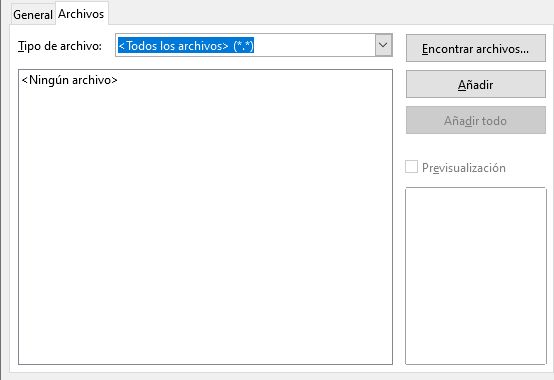 General Archivos
Tipo de archivo: <Todos los archivos> (*.*) Encontrar archivos...
<Ningún archivo> Añadir
Añadir todo
Previsualización